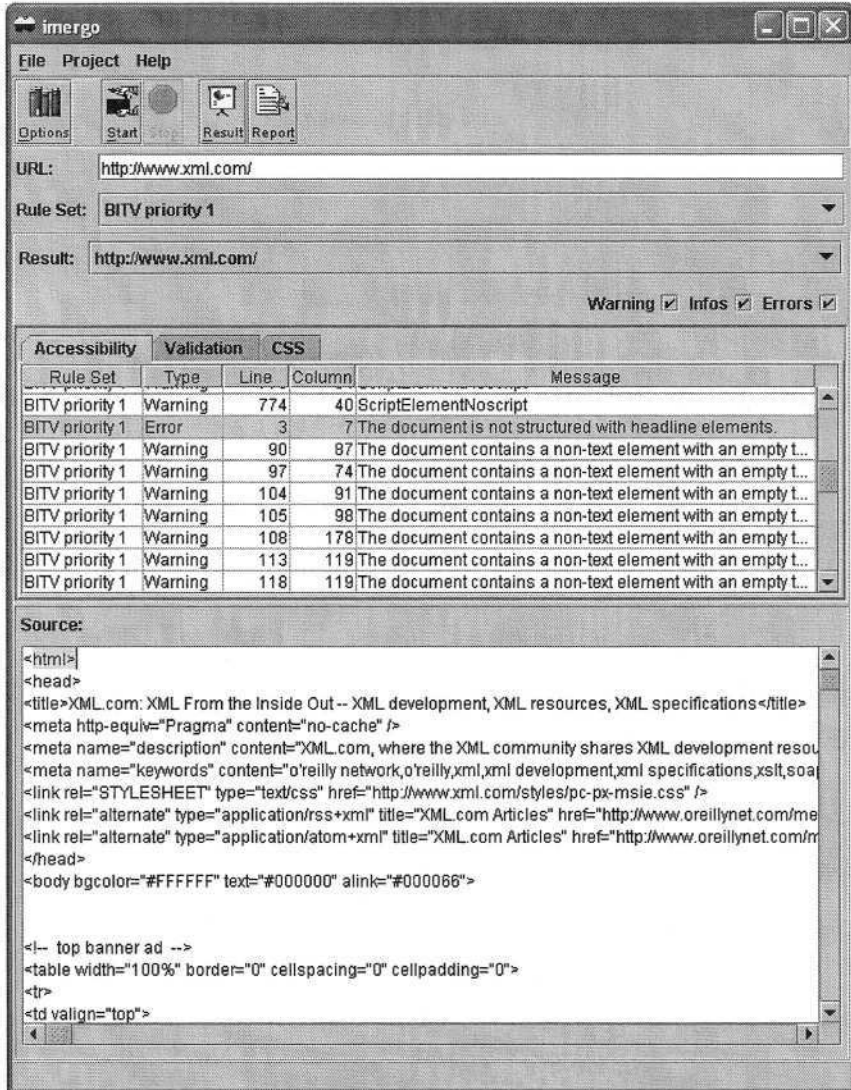 imergo
File Project Help
Options Start Stop Result Report
URL: http://www.xml.com/
Rule Set: BITV priority 1
Result: http://www.xml.com/
Warning Infos Errors
Accessibility Validation CSS
Rule Set Type Line Column Message
BITV priority 1 Warning 774 40 ScriptElementNoscript
BITV priority 1 Error 3 7 The document is not structured with headline elements.
BITV priority 1 Warning 90 87 The document contains a non-text element with an empty t...
BITV priority 1 Warning 97 74 The document contains a non-text element with an empty t...
BITV priority 1 Warning 104 91 The document contains a non-text element with an empty t...
BITV priority 1 Warning 105 98 The document contains a non-text element with an empty t...
BITV priority 1 Warning 108 178 The document contains a non-text element with an empty t...
BITV priority 1 Warning 113 119 The document contains a non-text element with an empty t...
BITV priority 1 Warning 118 119 The document contains a non-text element with an empty t...
Source:
<html>
<head>
<title>XML.com: XML From the Inside Out -- XML development, XML resources, XML specifications</title>
<meta http-equiv="Pragma" content="no-cache" />
<meta name="description" content="XML.com, where the XML community shares XML development resou
<meta name="keywords" content="o'reilly network,o'reilly,xml,xml development,xml specifications,xslt,soap
<link rel="STYLESHEET" type="text/css" href="http://www.xml.com/styles/pc-px-msie.css" />
<link rel="alternate" type="application/rss+xml" title="XML.com Articles" href="http://www.oreillynet.com/me
<link rel="alternate" type="application/atom+xml" title="XML.com Articles" href="http://www.oreillynet.com/m
</head>
<body bgcolor="#FFFFFF" text="#000000" alink="#000066">
<!-- top banner ad -->
<table width="100%" border="0" cellspacing="0" cellpadding="0">
<tr>
<td valign="top">